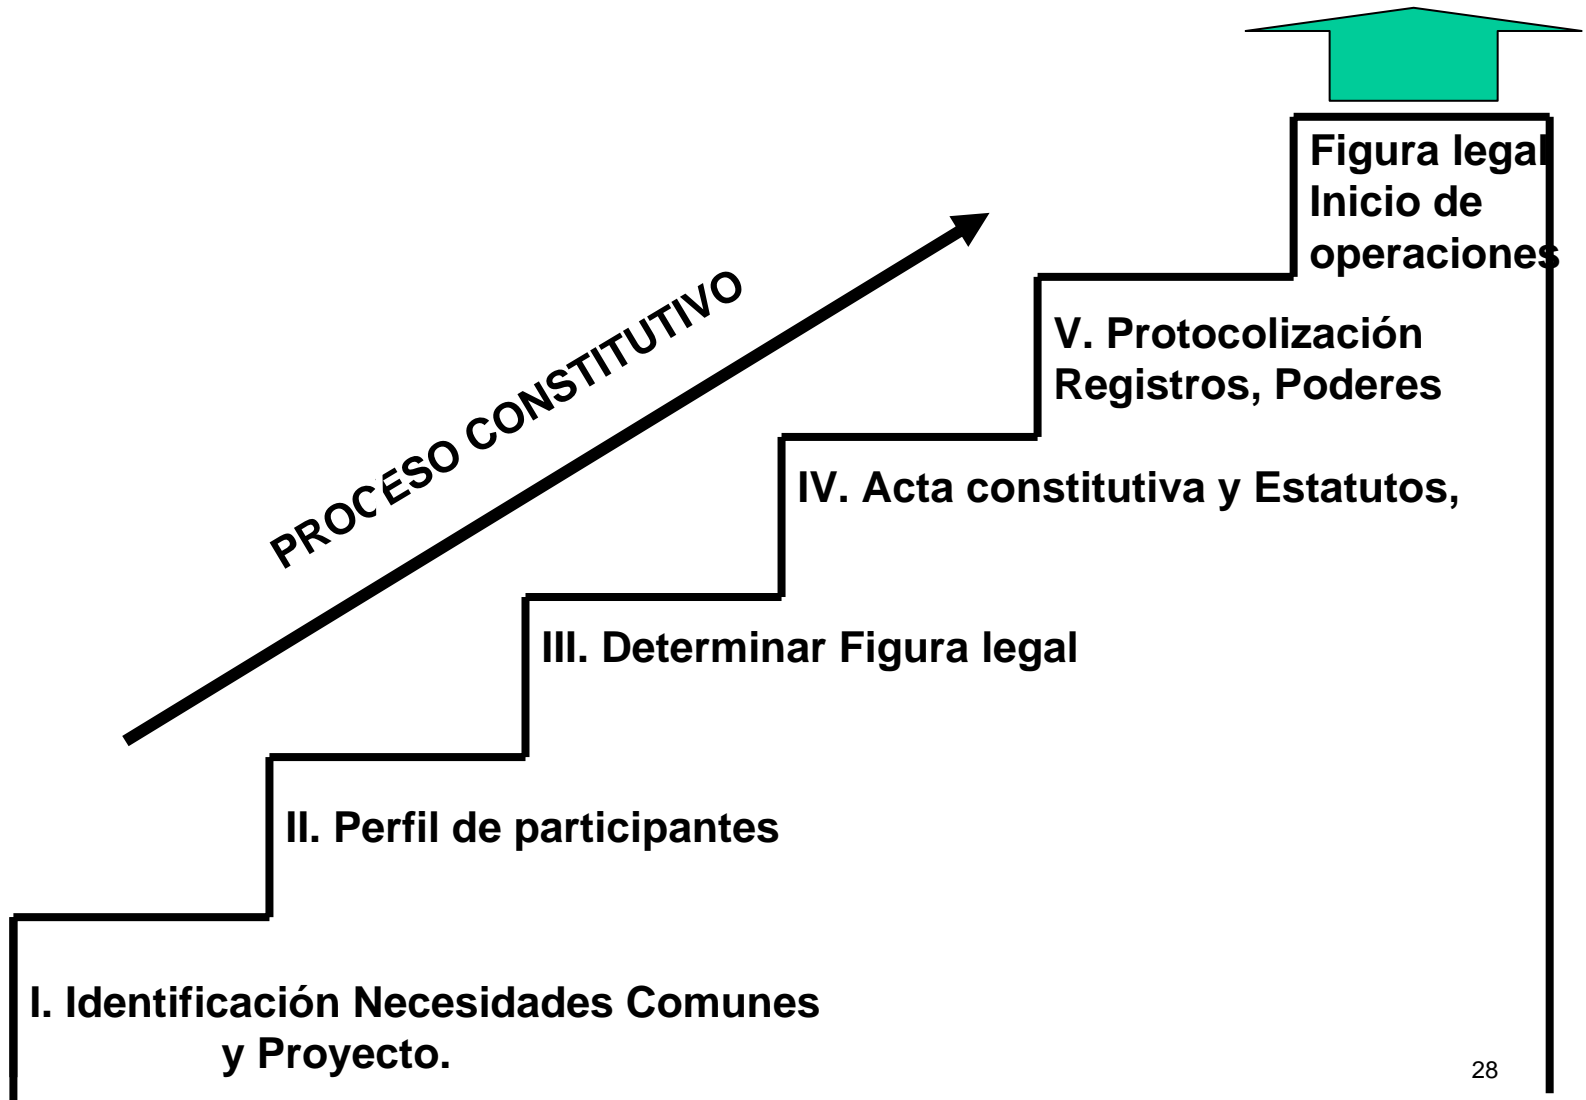 Figura legal
Inicio de
operaciones
PROCESO CONSTITUTIVO
V. Protocolización
Registros, Poderes
IV. Acta constitutiva y Estatutos,
III. Determinar Figura legal
II. Perfil de participantes
I. Identificación Necesidades Comunes
y Proyecto.
28